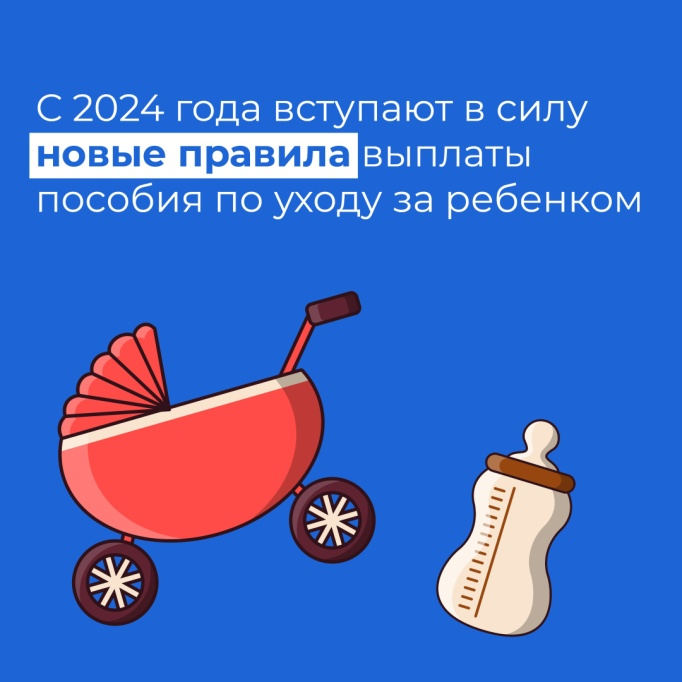 С 2024 года вступают в силу
новые правила выплаты
пособия по уходу за ребенком